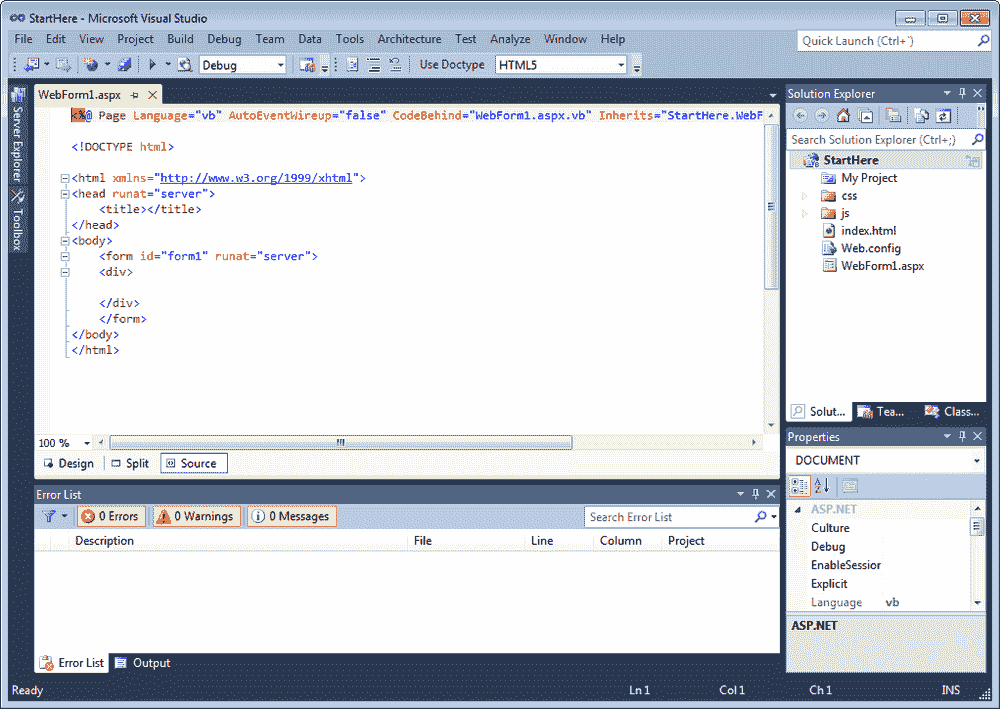 StartHere - Microsoft Visual Studio
File Edit View Project Build Debug Team Data Tools Architecture Test Analyze Window Help
Quick Launch (Ctrl+`)
Debug Use Doctype HTML5
Server Explorer
Toolbox
WebForm1.aspx
<%@ Page Language="vb" AutoEventWireup="false" CodeBehind="WebForm1.aspx.vb" Inherits="StartHere.WebF
<!DOCTYPE html>
<html xmlns="http://www.w3.org/1999/xhtml">
<head runat="server">
<title></title>
</head>
<body>
<form id="form1" runat="server">
<div>
</div>
</form>
</body>
</html>
100 %
Design Split Source
Solution Explorer
Search Solution Explorer (Ctrl+;)
StartHere
My Project
css
js
index.html
Web.config
WebForm1.aspx
Solut... Tea... Class...
Properties
DOCUMENT
ASP.NET
Culture
Debug
EnableSession
Explicit
Language vb
ASP.NET
Error List
0 Errors 0 Warnings 0 Messages
Search Error List
Description File Line Column Project
Error List Output
Ready Ln 1 Col 1 Ch 1 INS